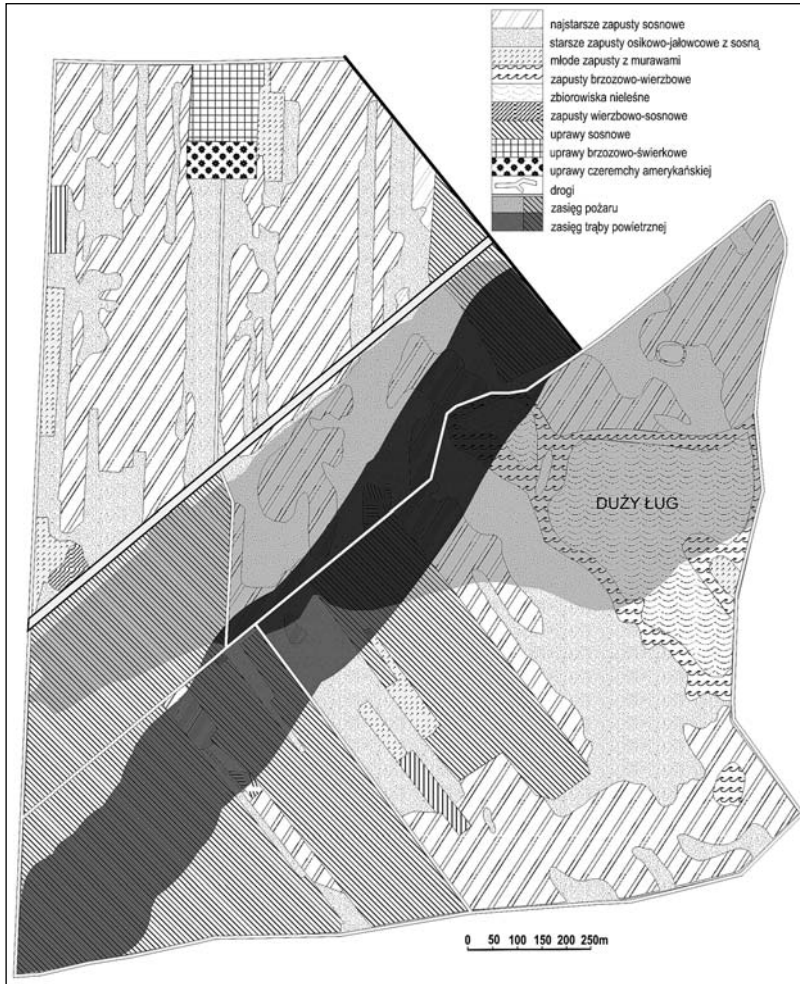 najstarsze zapusty sosnowe
starsze zapusty osikowo-jałowcowe z sosną
młode zapusty z murawami
zapusty brzozowo-wierzbowe
zbiorowiska nieleśne
zapusty wierzbowo-sosnowe
uprawy sosnowe
uprawy brzozowo-świerkowe
uprawy czeremchy amerykańskiej
drogi
zasięg pożaru
zasięg trąby powietrznej
DUŻY ŁUG
0 50 100 150 200 250m